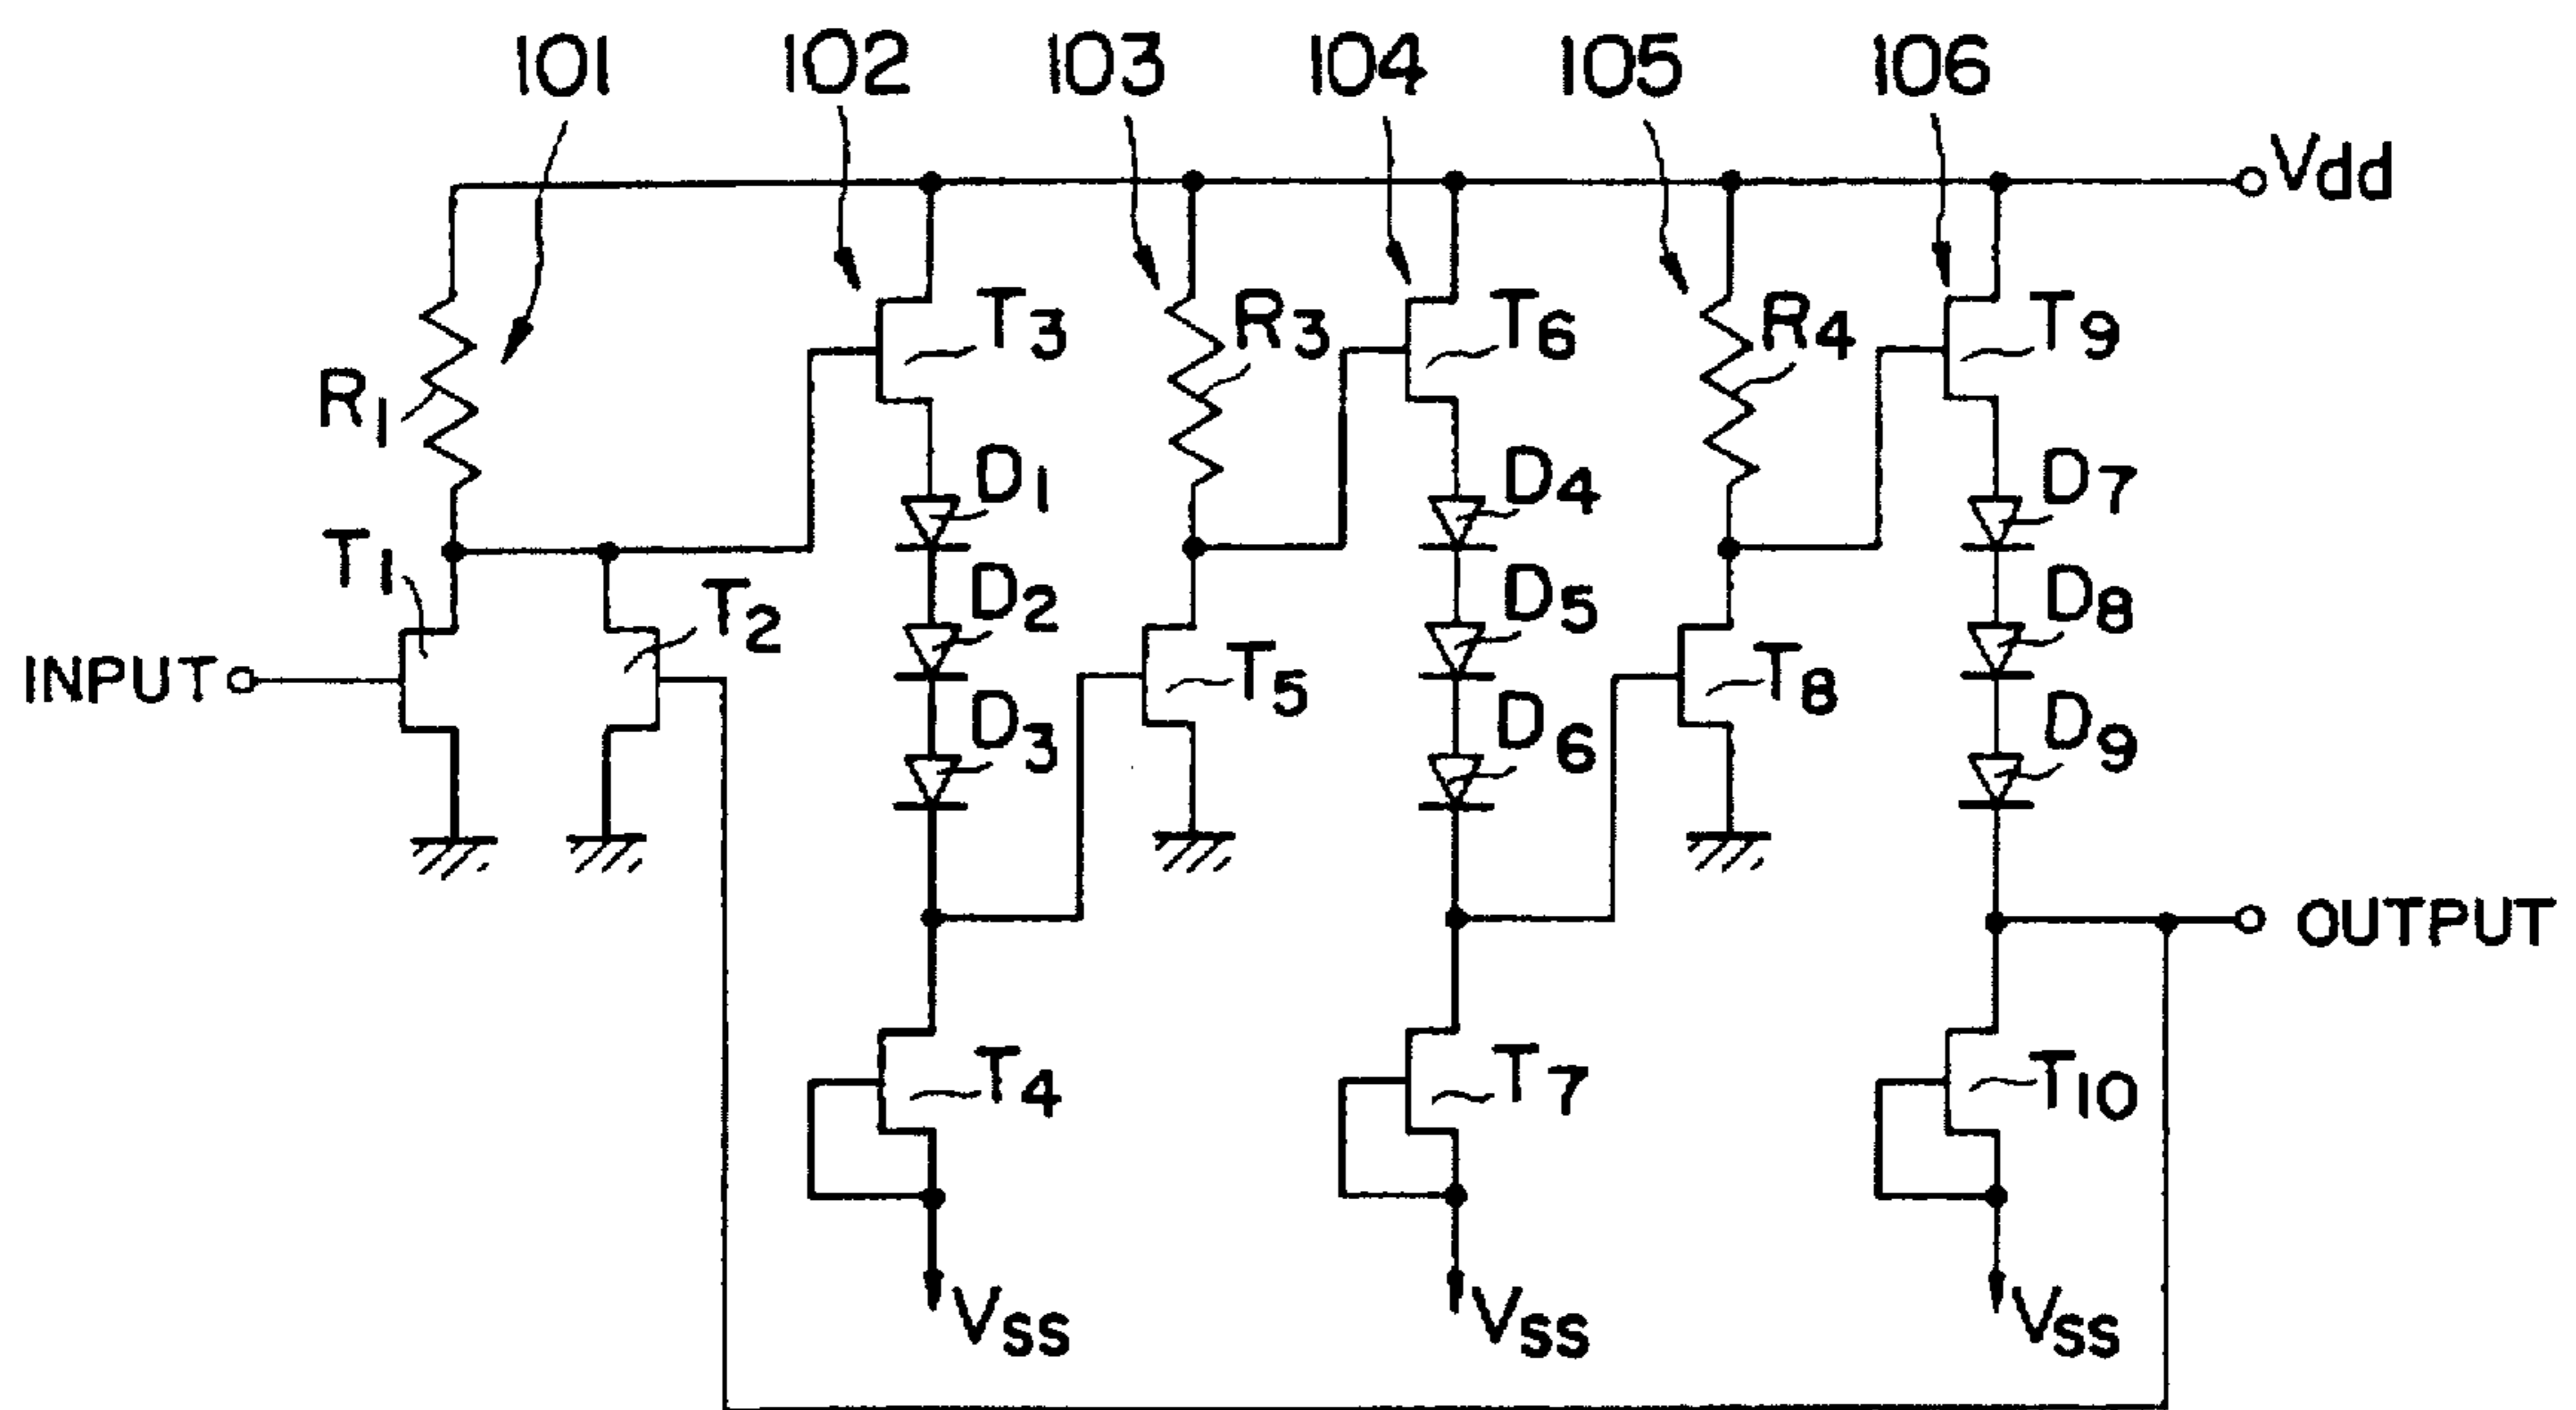 101 102 103 104 105 106
Vdd
T3 R3 T6 R4 T9
R1
D1 D4 D7
T1 T2 D2 D5 D8
INPUT T5 T8
D3 D6 D9
OUTPUT
T4 T7 T10
Vss Vss Vss